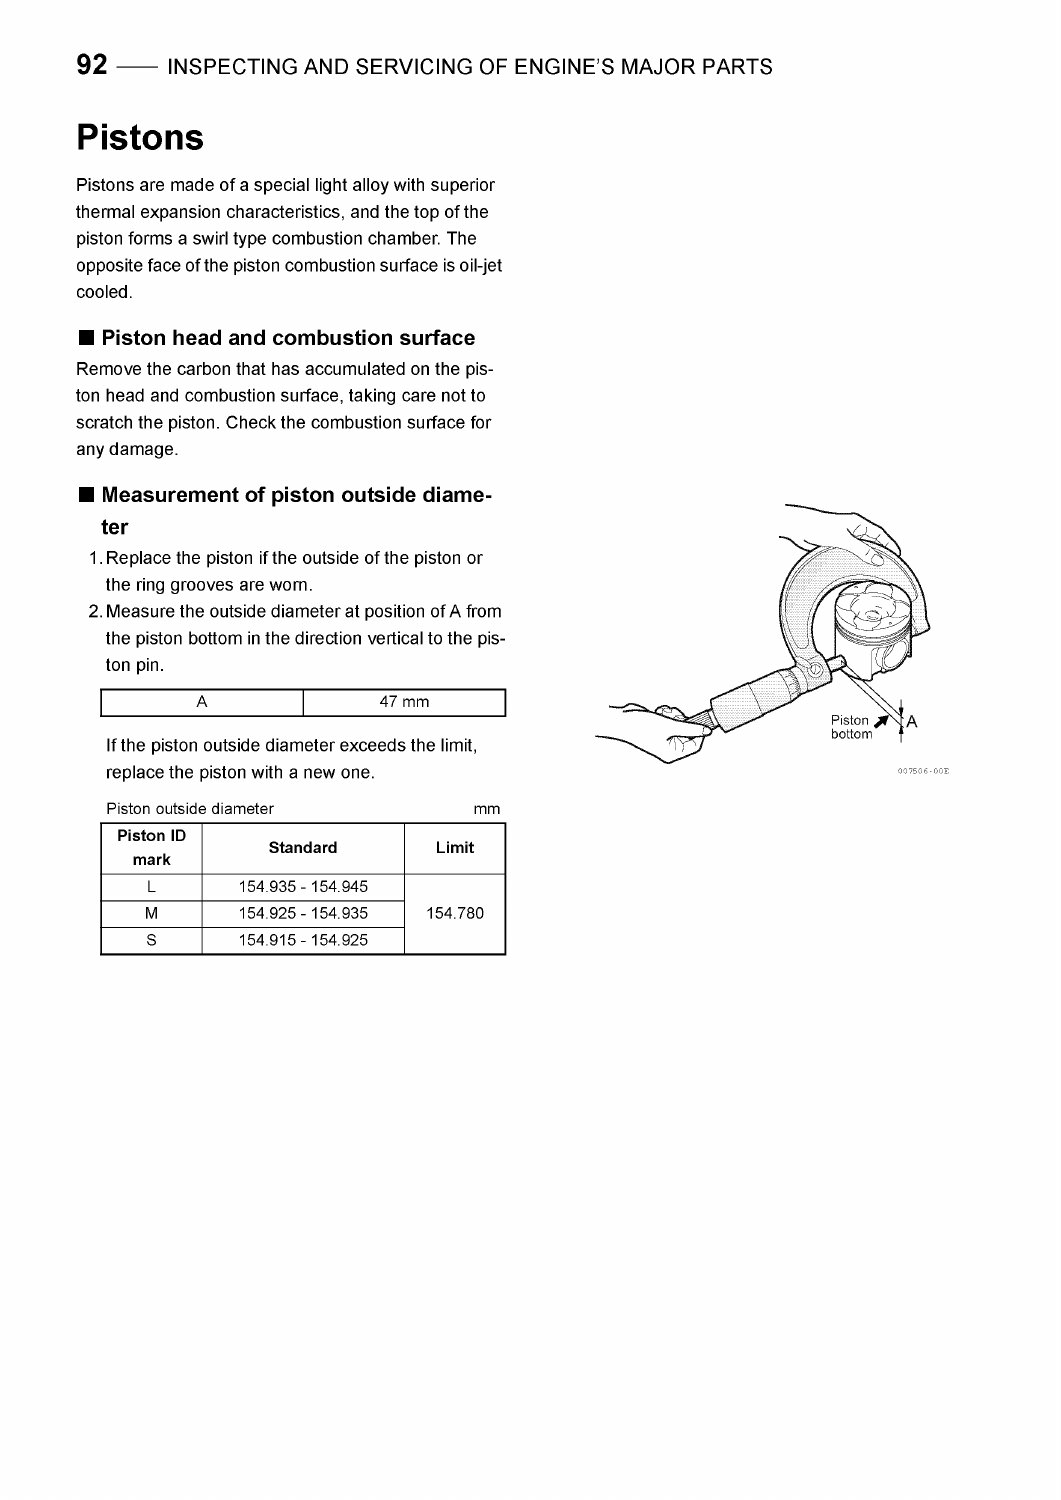 92 — INSPECTING AND SERVICING OF ENGINE'S MAJOR PARTS
Pistons
Pistons are made of a special light alloy with superior
thermal expansion characteristics, and the top of the
piston forms a swirl type combustion chamber. The
opposite face of the piston combustion surface is oil-jet
cooled.
■ Piston head and combustion surface
Remove the carbon that has accumulated on the pis-
ton head and combustion surface, taking care not to
scratch the piston. Check the combustion surface for
any damage.
■ Measurement of piston outside diame-
ter
1. Replace the piston if the outside of the piston or
the ring grooves are worn.
2. Measure the outside diameter at position of A from
the piston bottom in the direction vertical to the pis-
ton pin.
A 47 mm
If the piston outside diameter exceeds the limit,
replace the piston with a new one.
Piston outside diameter mm
Piston ID
mark
Standard Limit
L 154.935 - 154.945
M 154.925 - 154.935 154.780
S 154.915 - 154.925
Piston
bottom
A
007506-00E